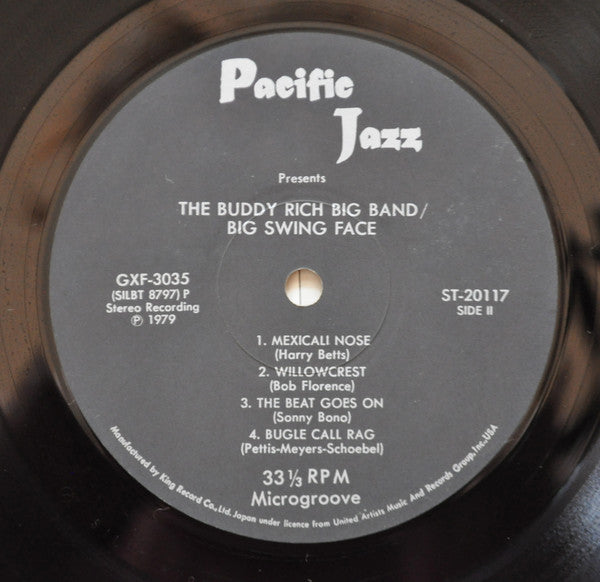 Pacific
Jazz
Presents
THE BUDDY RICH BIG BAND/
BIG SWING FACE
GXF-3035
(SILBT 8797) P
Stereo Recording
℗ 1979
ST-20117
SIDE II
1. MEXICALI NOSE
(Harry Betts)
2. WILLOWCREST
(Bob Florence)
3. THE BEAT GOES ON
(Sonny Bono)
4. BUGLE CALL RAG
(Pettis-Meyers-Schoebel)
33 1/3 RPM
Microgroove
Manufactured by King Record Co., Ltd. Japan under licence from United Artists Music And Records Group, Inc. USA